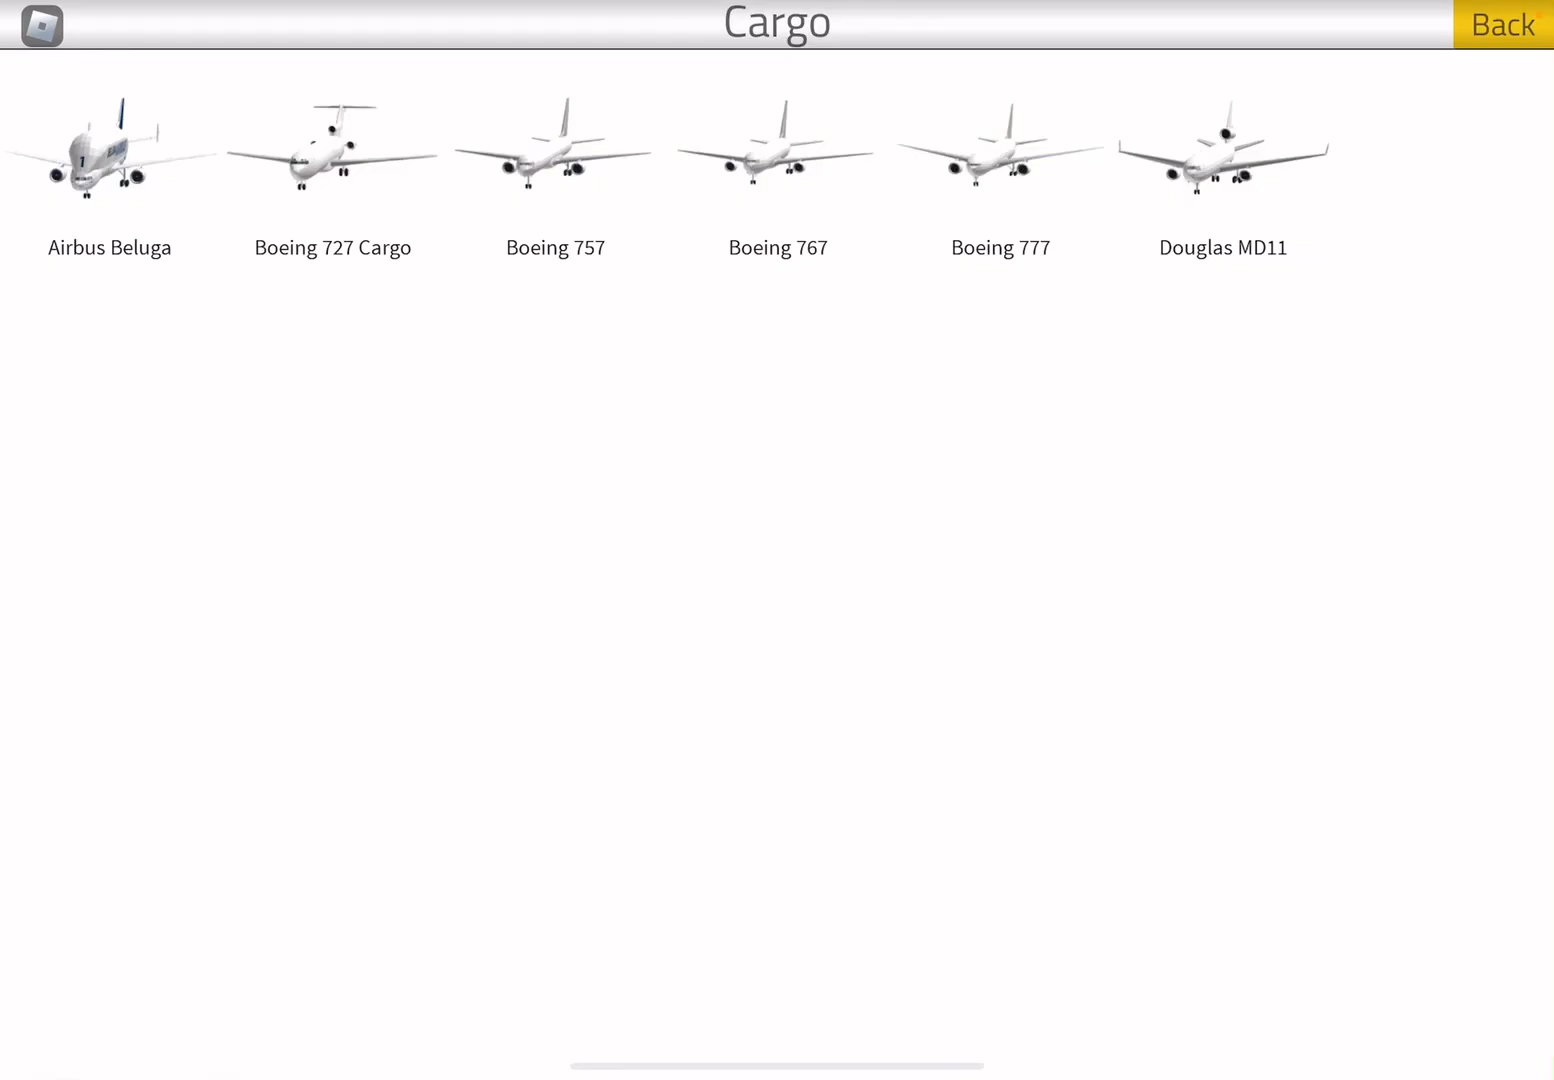 Cargo
Back
Airbus Beluga
Boeing 727 Cargo
Boeing 757
Boeing 767
Boeing 777
Douglas MD11